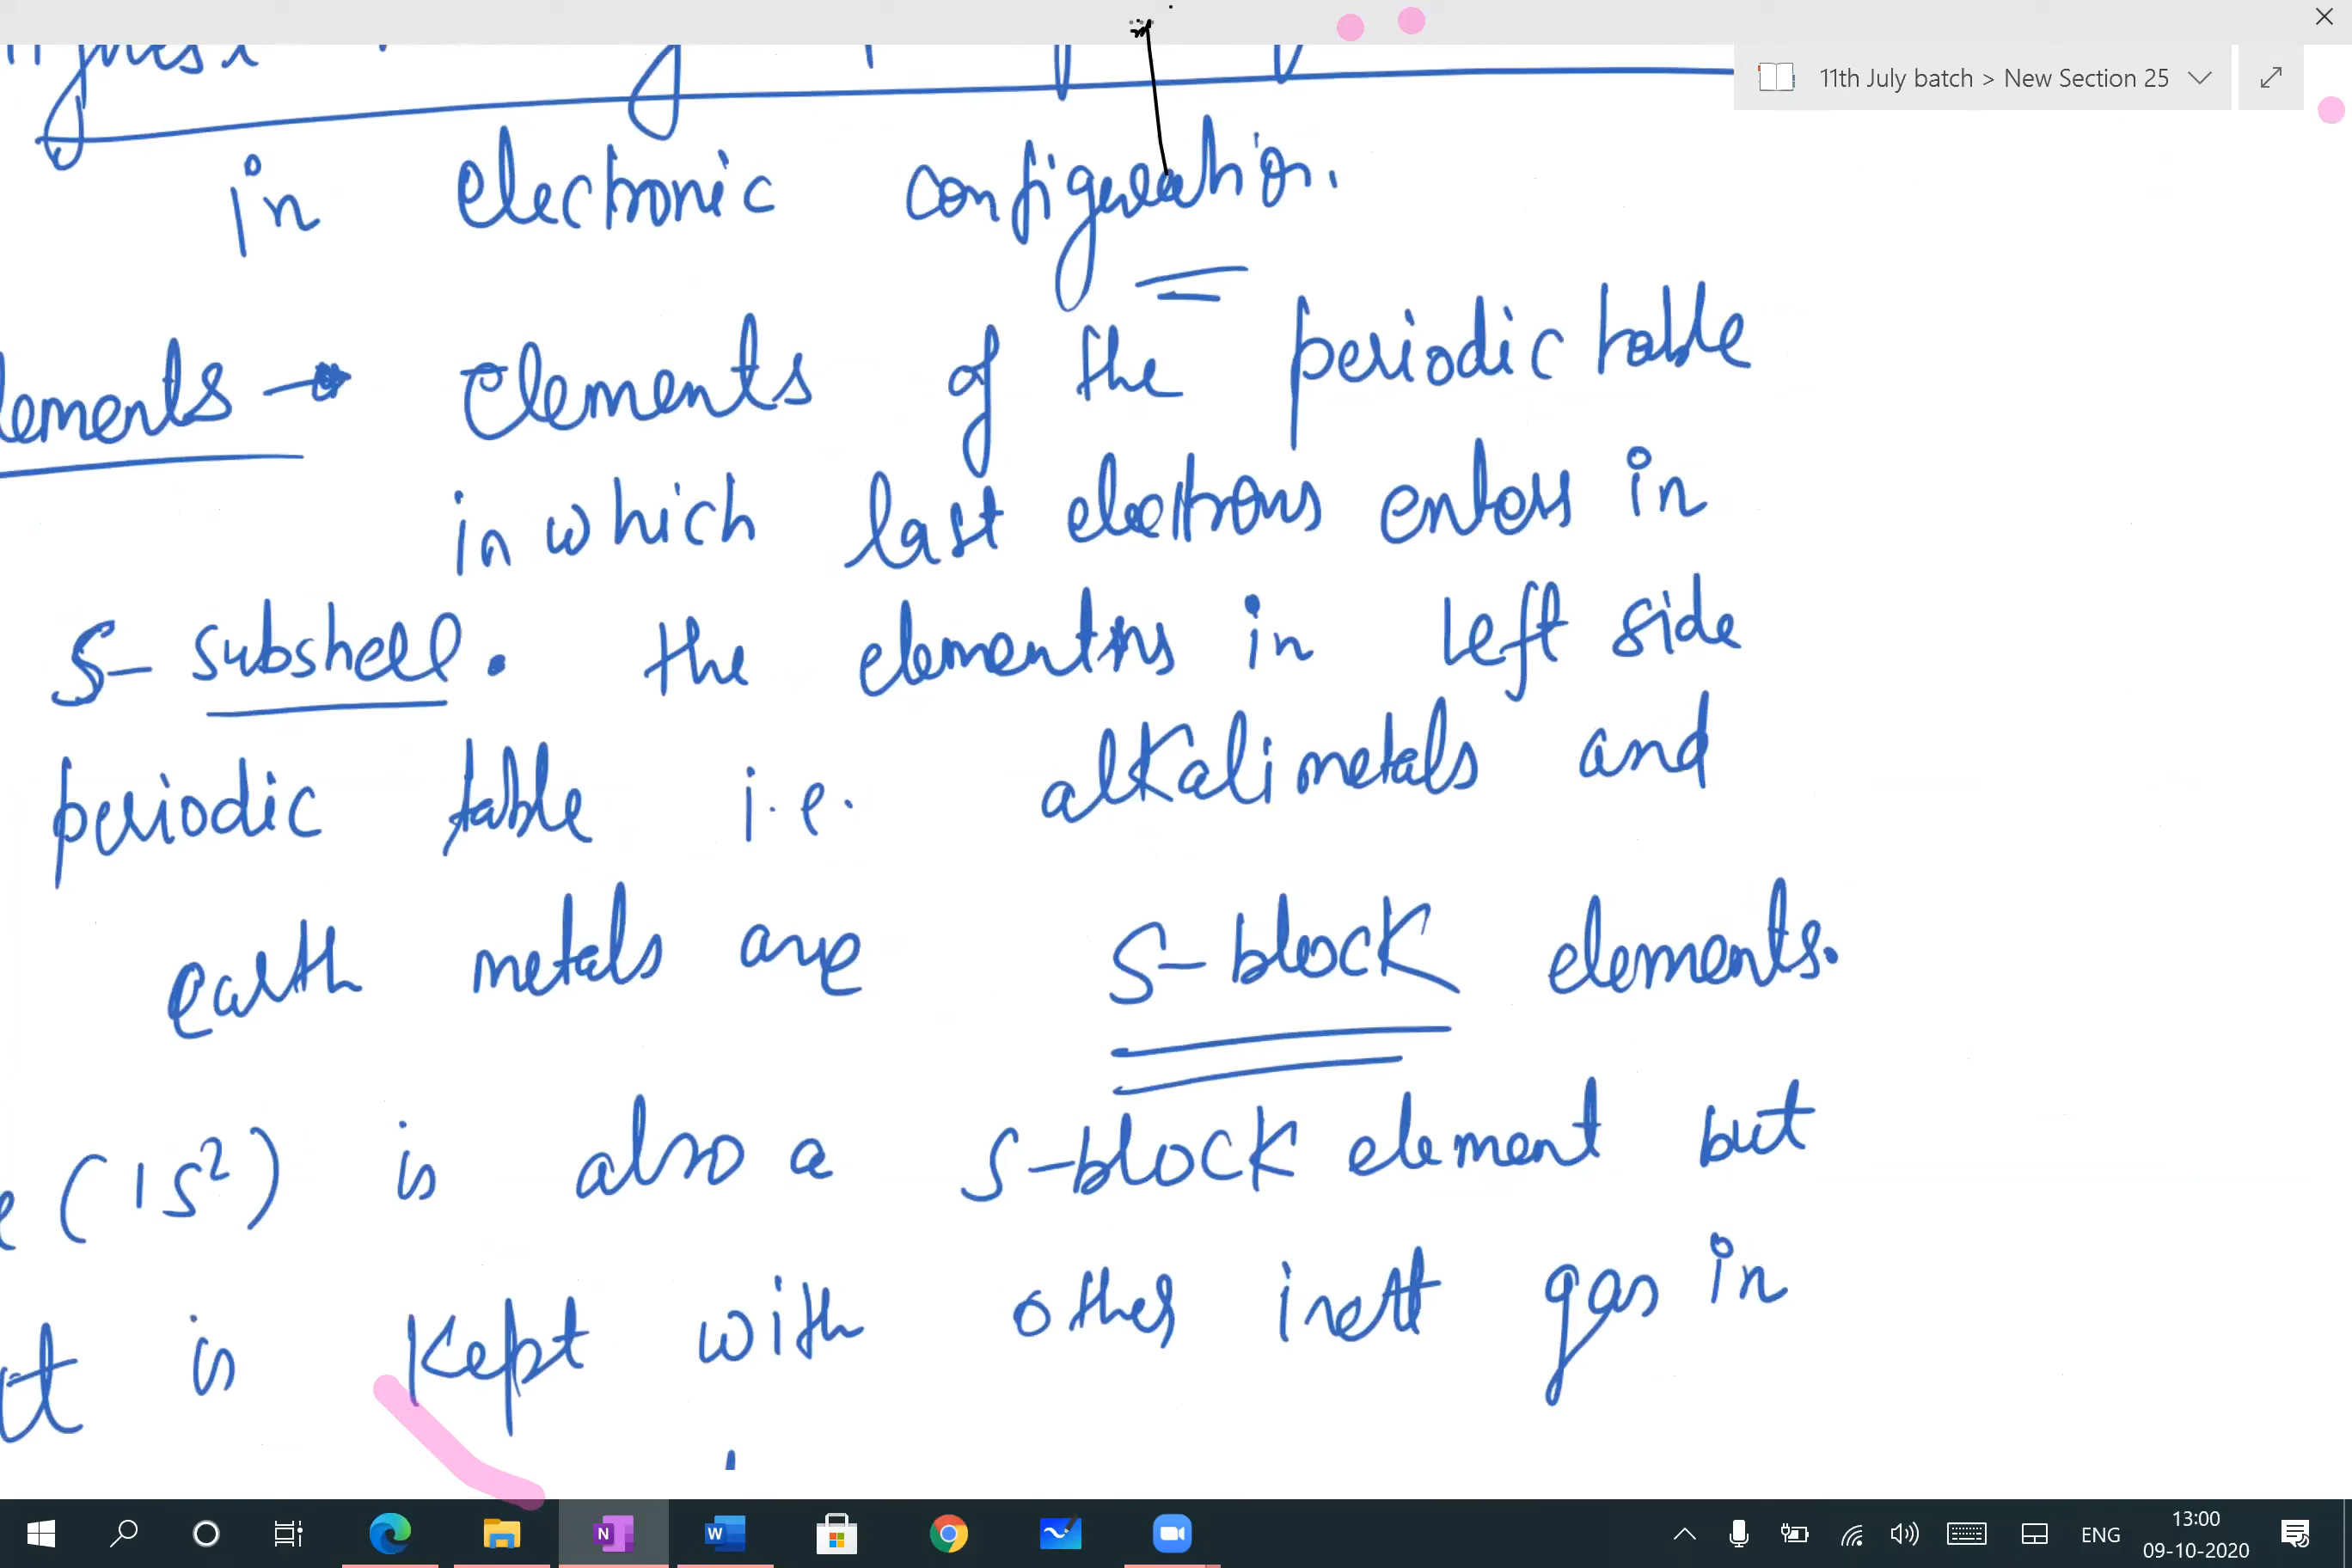 11th July batch > New Section 25
in electronic configuration.
lements → elements of the periodic table
in which last electrons enters in
S- subshell. the elements in left side
periodic table i.e. alkali metals and
earth metals are S-block elements.
e (1s²) is also a S-block element but
it is kept with other inert gas in
ENG
13:00
09-10-2020